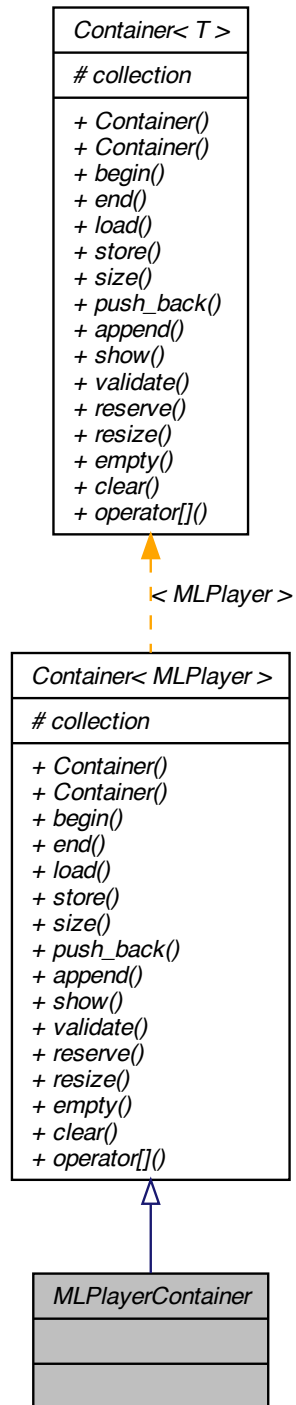 Container< T >
# collection
+ Container()
+ Container()
+ begin()
+ end()
+ load()
+ store()
+ size()
+ push_back()
+ append()
+ show()
+ validate()
+ reserve()
+ resize()
+ empty()
+ clear()
+ operator[]()
< MLPlayer >
Container< MLPlayer >
# collection
+ Container()
+ Container()
+ begin()
+ end()
+ load()
+ store()
+ size()
+ push_back()
+ append()
+ show()
+ validate()
+ reserve()
+ resize()
+ empty()
+ clear()
+ operator[]()
MLPlayerContainer